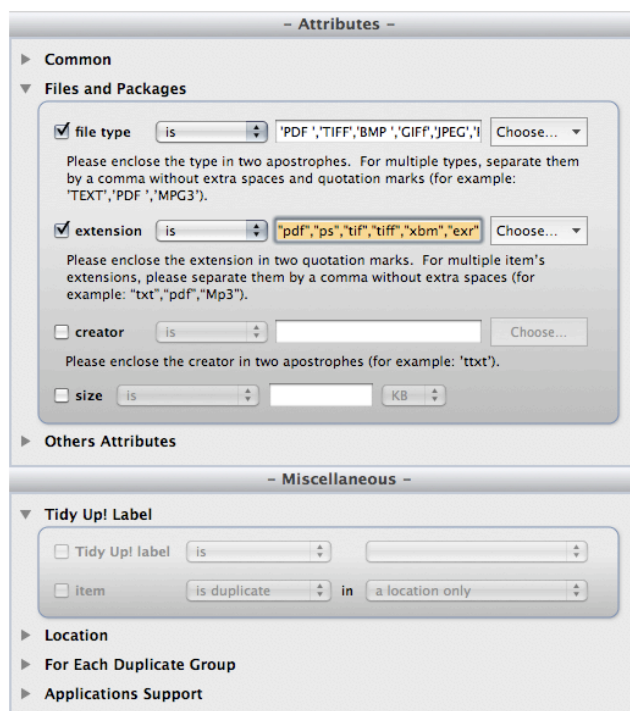 – Attributes –
Common
Files and Packages
file type is 'PDF ','TIFF','BMP ','GIFf','JPEG', Choose...
Please enclose the type in two apostrophes. For multiple types, separate them
by a comma without extra spaces and quotation marks (for example:
'TEXT','PDF ','MPG3').
extension is "pdf","ps","tif","tiff","xbm","exr" Choose...
Please enclose the extension in two quotation marks. For multiple item's
extensions, please separate them by a comma without extra spaces (for
example: "txt","pdf","Mp3").
creator is Choose...
Please enclose the creator in two apostrophes (for example: 'ttxt').
size is KB
Others Attributes
– Miscellaneous –
Tidy Up! Label
Tidy Up! label is
item is duplicate in a location only
Location
For Each Duplicate Group
Applications Support